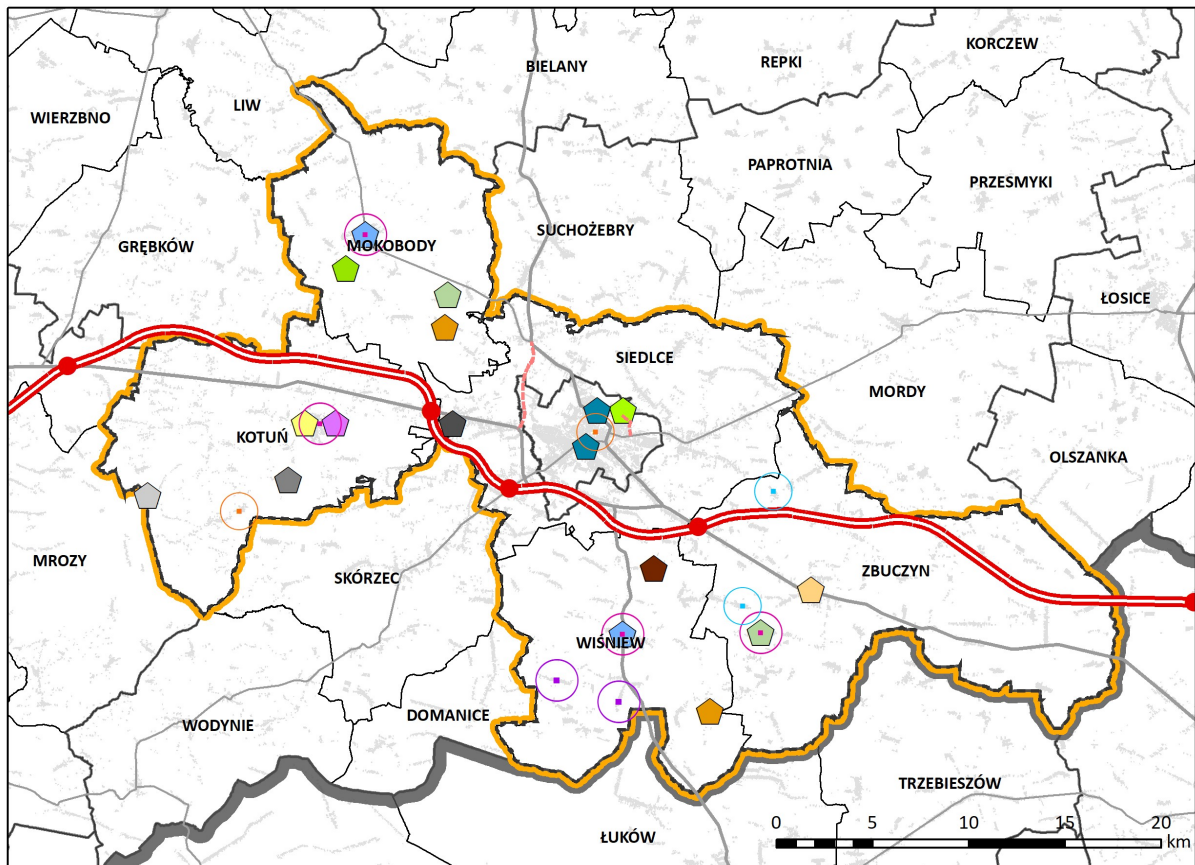 KORCZEW
REPKI
BIELANY
LIW
WIERZBNO
PAPROTNIA
PRZESMYKI
SUCHOŻEBRY
GRĘBKÓW
MOKOBODY
ŁOSICE
SIEDLCE
MORDY
KOTUŃ
OLSZANKA
MROZY
SKÓRZEC
ZBUCZYN
WIŚNIEW
DOMANICE
WODYNIE
TRZEBIESZÓW
ŁUKÓW
0 5 10 15 20
km